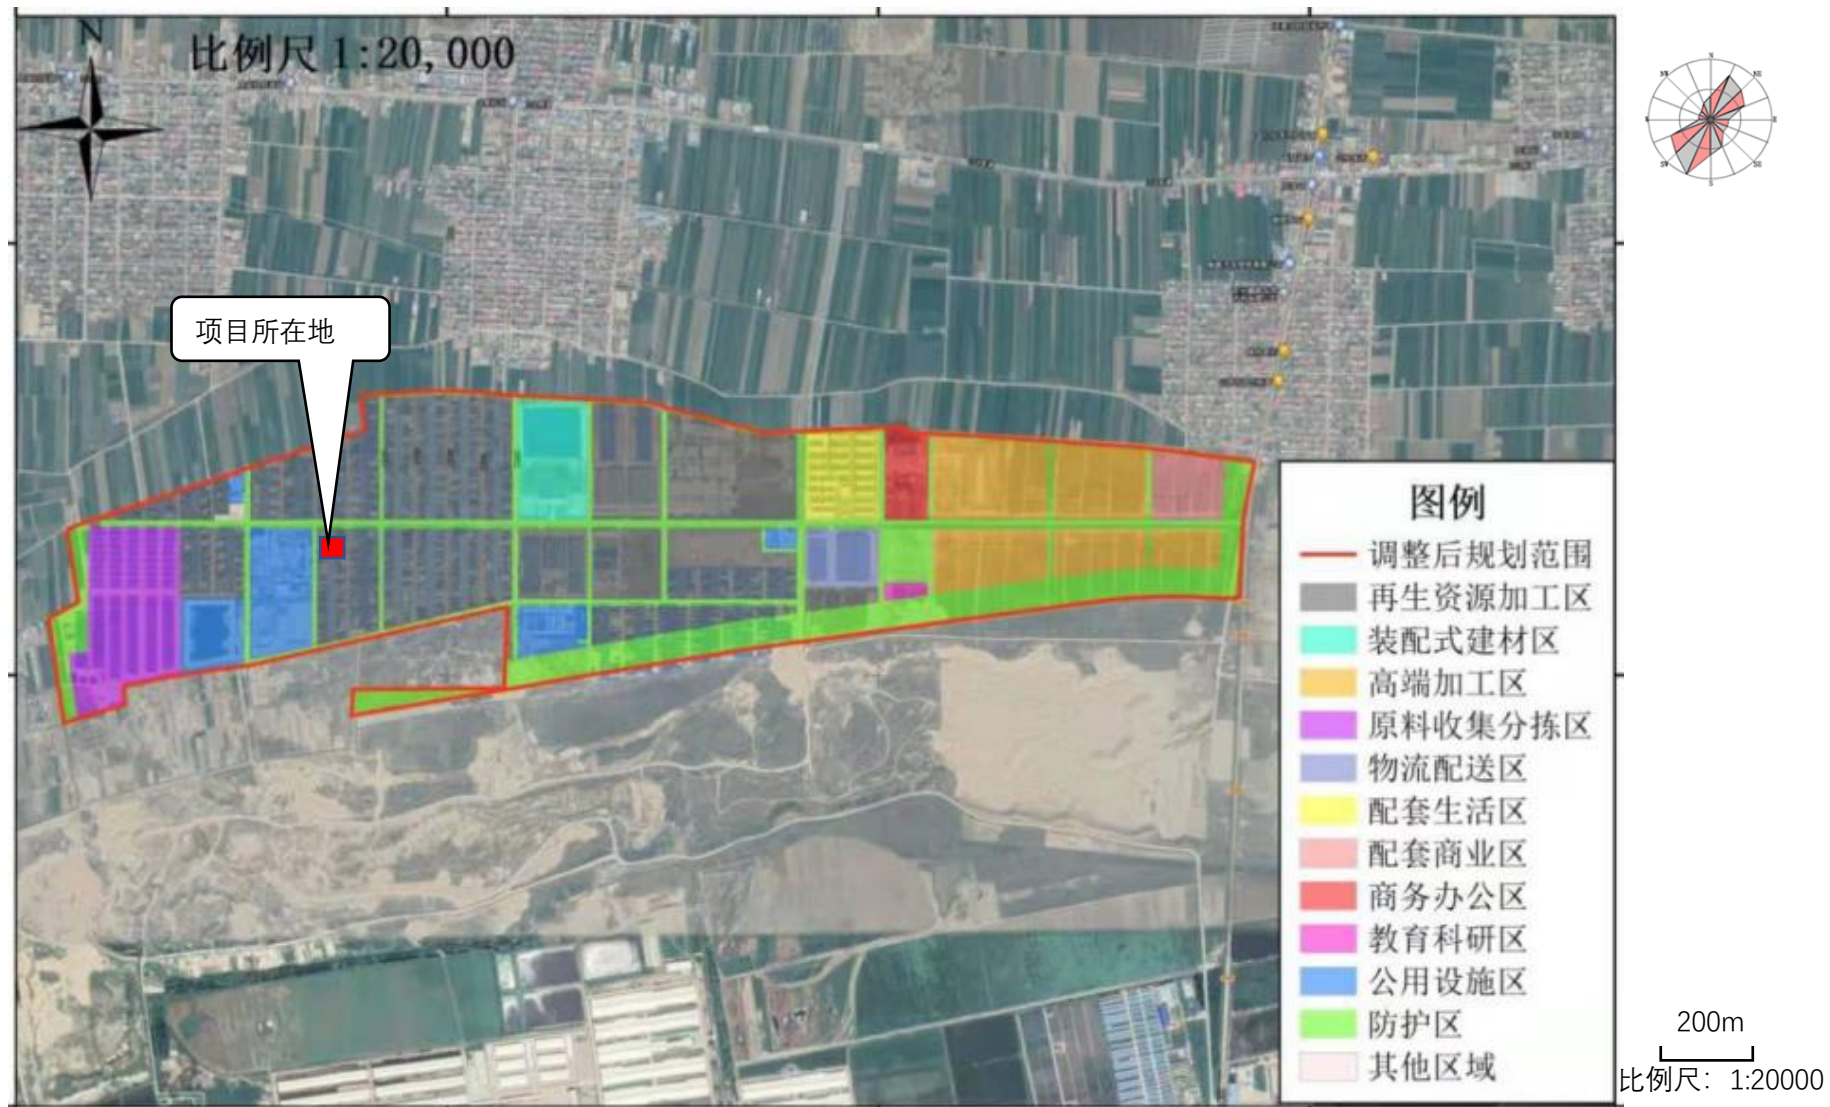 N
比例尺 1:20,000
N
NE
E
SE
S
SW
W
NW
项目所在地
图例
调整后规划范围
再生资源加工区
装配式建材区
高端加工区
原料收集分拣区
物流配送区
配套生活区
配套商业区
商务办公区
教育科研区
公用设施区
防护区
其他区域
200m
比例尺：1:20000